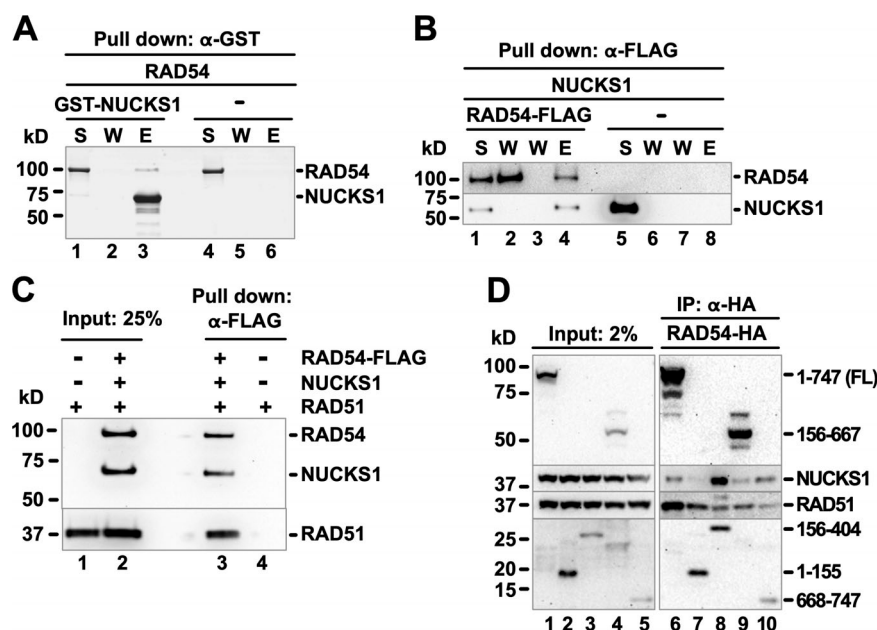 A
Pull down: α-GST
RAD54
GST-NUCKS1 -
kD S W E S W E
100 RAD54
75 NUCKS1
50
1 2 3 4 5 6
B
Pull down: α-FLAG
NUCKS1
RAD54-FLAG -
kD S W W E S W W E
100 RAD54
75
50 NUCKS1
1 2 3 4 5 6 7 8
C
Input: 25% Pull down: α-FLAG
- + + - RAD54-FLAG
- + + - NUCKS1
kD + + + + RAD51
100 RAD54
75 NUCKS1
50
37 RAD51
1 2 3 4
D
IP: α-HA
kD Input: 2% RAD54-HA
100 1-747 (FL)
75
50 156-667
37 NUCKS1
37 RAD51
25 156-404
20 1-155
15 668-747
1 2 3 4 5 6 7 8 9 10